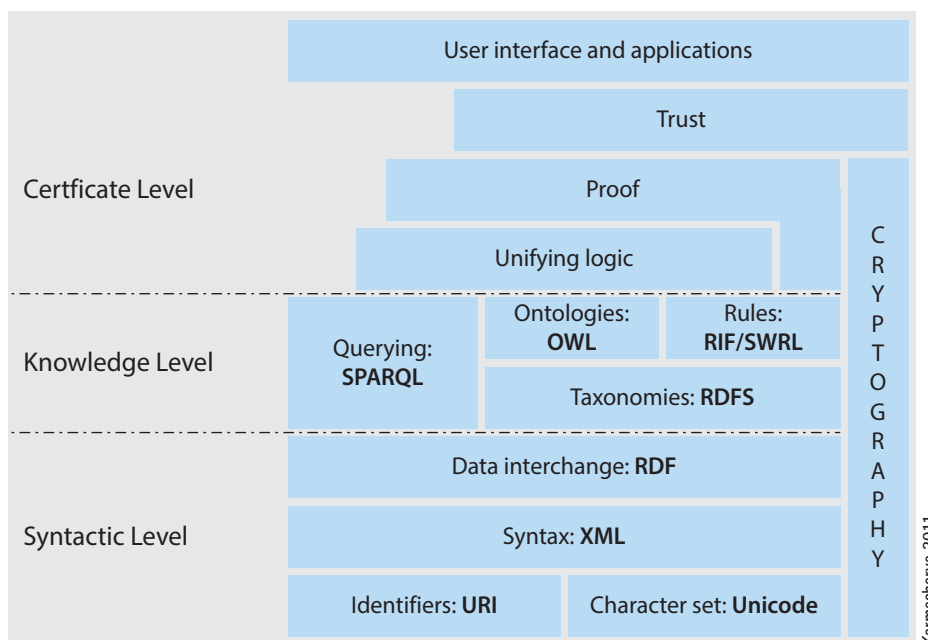 User interface and applications
Trust
Certficate Level
Proof
Unifying logic
Knowledge Level
Querying:
SPARQL
Ontologies:
OWL
Rules:
RIF/SWRL
Taxonomies: RDFS
Syntactic Level
Data interchange: RDF
Syntax: XML
Identifiers: URI
Character set: Unicode
C
R
Y
P
T
O
G
R
A
P
H
Y
2011